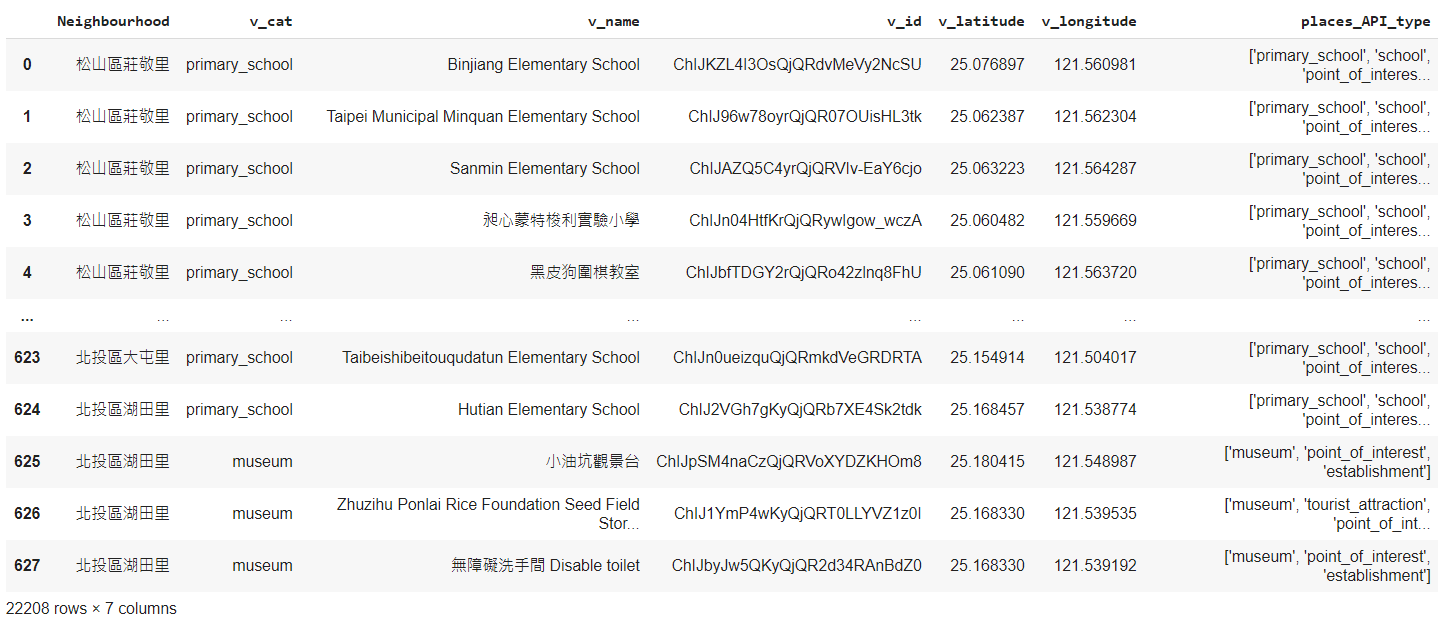 Neighbourhood v_cat v_name v_id v_latitude v_longitude places_API_type
0 松山區莊敬里 primary_school Binjiang Elementary School ChIJKZL4I3OsQjQRdvMeVy2NcSU 25.076897 121.560981 ['primary_school', 'school',
'point_of_interes...
1 松山區莊敬里 primary_school Taipei Municipal Minquan Elementary School ChIJ96w78oyrQjQR07OUisHL3tk 25.062387 121.562304 ['primary_school', 'school',
'point_of_interes...
2 松山區莊敬里 primary_school Sanmin Elementary School ChIJAZQ5C4yrQjQRVIv-EaY6cjo 25.063223 121.564287 ['primary_school', 'school',
'point_of_interes...
3 松山區莊敬里 primary_school 昶心蒙特梭利實驗小學 ChIJn04HtfKrQjQRywIgow_wczA 25.060482 121.559669 ['primary_school', 'school',
'point_of_interes...
4 松山區莊敬里 primary_school 黑皮狗圍棋教室 ChIJbfTDGY2rQjQRo42zlnq8FhU 25.061090 121.563720 ['primary_school', 'school',
'point_of_interes...
... ... ... ... ... ... ... ...
623 北投區大屯里 primary_school Taibeishibeitouqudatun Elementary School ChIJn0ueizquQjQRmkdVeGRDRTA 25.154914 121.504017 ['primary_school', 'school',
'point_of_interes...
624 北投區湖田里 primary_school Hutian Elementary School ChIJ2VGh7gKyQjQRb7XE4Sk2tdk 25.168457 121.538774 ['primary_school', 'school',
'point_of_interes...
625 北投區湖田里 museum 小油坑觀景台 ChIJpSM4naCzQjQRVoXYDZKHOm8 25.180415 121.548987 ['museum', 'point_of_interest',
'establishment']
626 北投區湖田里 museum Zhuzihu Ponlai Rice Foundation Seed Field
Stor... ChIJ1YmP4wKyQjQRT0LLYVZ1z0I 25.168330 121.539535 ['museum', 'tourist_attraction',
'point_of_int...
627 北投區湖田里 museum 無障礙洗手間 Disable toilet ChIJbyJw5QKyQjQR2d34RAnBdZ0 25.168330 121.539192 ['museum', 'point_of_interest',
'establishment']
22208 rows × 7 columns